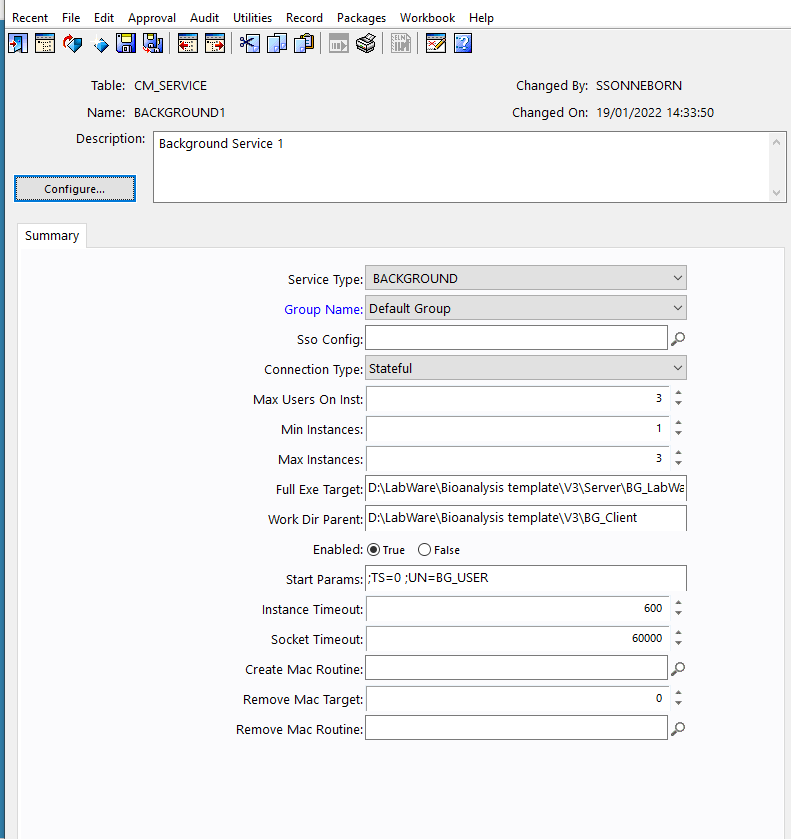 Recent File Edit Approval Audit Utilities Record Packages Workbook Help
Table: CM_SERVICE Changed By: SSONNEBORN
Name: BACKGROUND1 Changed On: 19/01/2022 14:33:50
Description: Background Service 1
Configure...
Summary
Service Type: BACKGROUND
Group Name: Default Group
Sso Config:
Connection Type: Stateful
Max Users On Inst: 3
Min Instances: 1
Max Instances: 3
Full Exe Target: D:\LabWare\Bioanalysis template\V3\Server\BG_LabWa
Work Dir Parent: D:\LabWare\Bioanalysis template\V3\BG_Client
Enabled: True False
Start Params: ;TS=0 ;UN=BG_USER
Instance Timeout: 600
Socket Timeout: 60000
Create Mac Routine:
Remove Mac Target: 0
Remove Mac Routine: